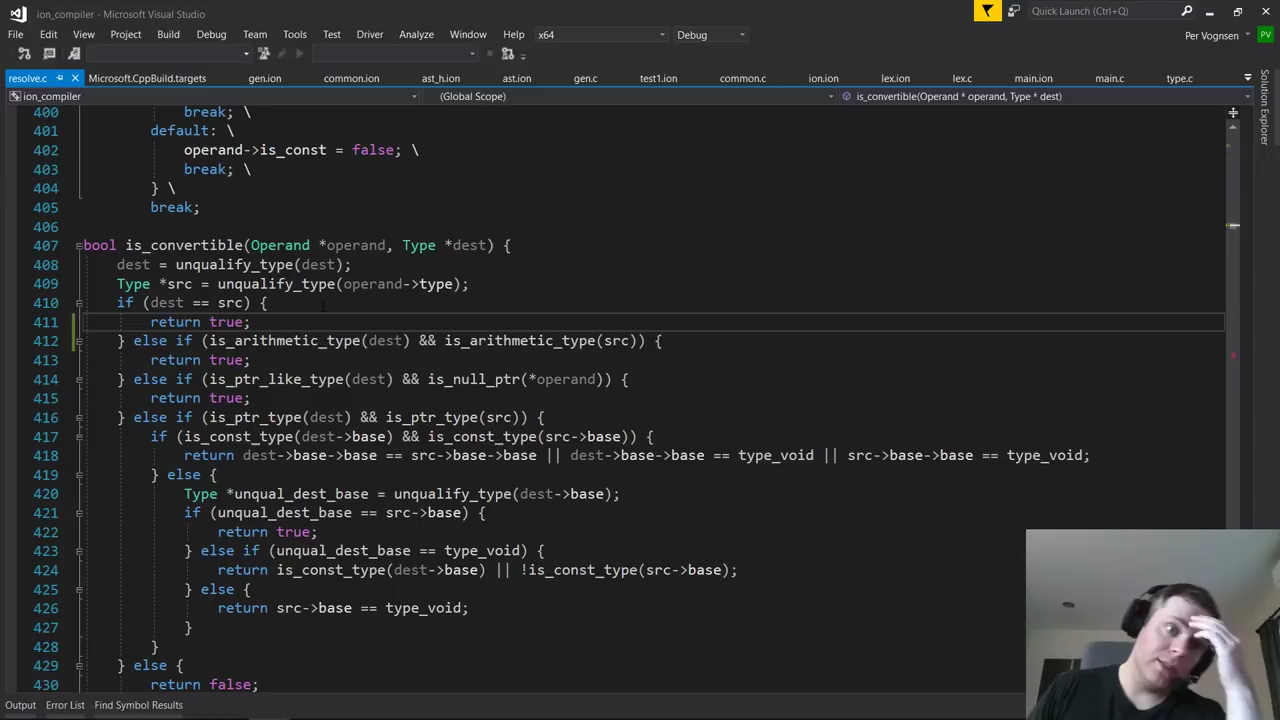 ion_compiler - Microsoft Visual Studio
Quick Launch (Ctrl+Q)
File Edit View Project Build Debug Team Tools Test Driver Analyze Window Help x64 Debug Per Vognsen PV
resolve.c Microsoft.CppBuild.targets gen.ion common.ion ast_h.ion ast.ion gen.c test1.ion common.c ion.ion lex.ion lex.c main.ion main.c type.c
ion_compiler (Global Scope) is_convertible(Operand * operand, Type * dest)
Solution Explorer
400 break; \
401 default: \
402 operand->is_const = false; \
403 break; \
404 } \
405 break;
406
407 bool is_convertible(Operand *operand, Type *dest) {
408 dest = unqualify_type(dest);
409 Type *src = unqualify_type(operand->type);
410 if (dest == src) {
411 return true;
412 } else if (is_arithmetic_type(dest) && is_arithmetic_type(src)) {
413 return true;
414 } else if (is_ptr_like_type(dest) && is_null_ptr(*operand)) {
415 return true;
416 } else if (is_ptr_type(dest) && is_ptr_type(src)) {
417 if (is_const_type(dest->base) && is_const_type(src->base)) {
418 return dest->base->base == src->base->base || dest->base->base == type_void || src->base->base == type_void;
419 } else {
420 Type *unqual_dest_base = unqualify_type(dest->base);
421 if (unqual_dest_base == src->base) {
422 return true;
423 } else if (unqual_dest_base == type_void) {
424 return is_const_type(dest->base) || !is_const_type(src->base);
425 } else {
426 return src->base == type_void;
427 }
428 }
429 } else {
430 return false;
Output Error List Find Symbol Results